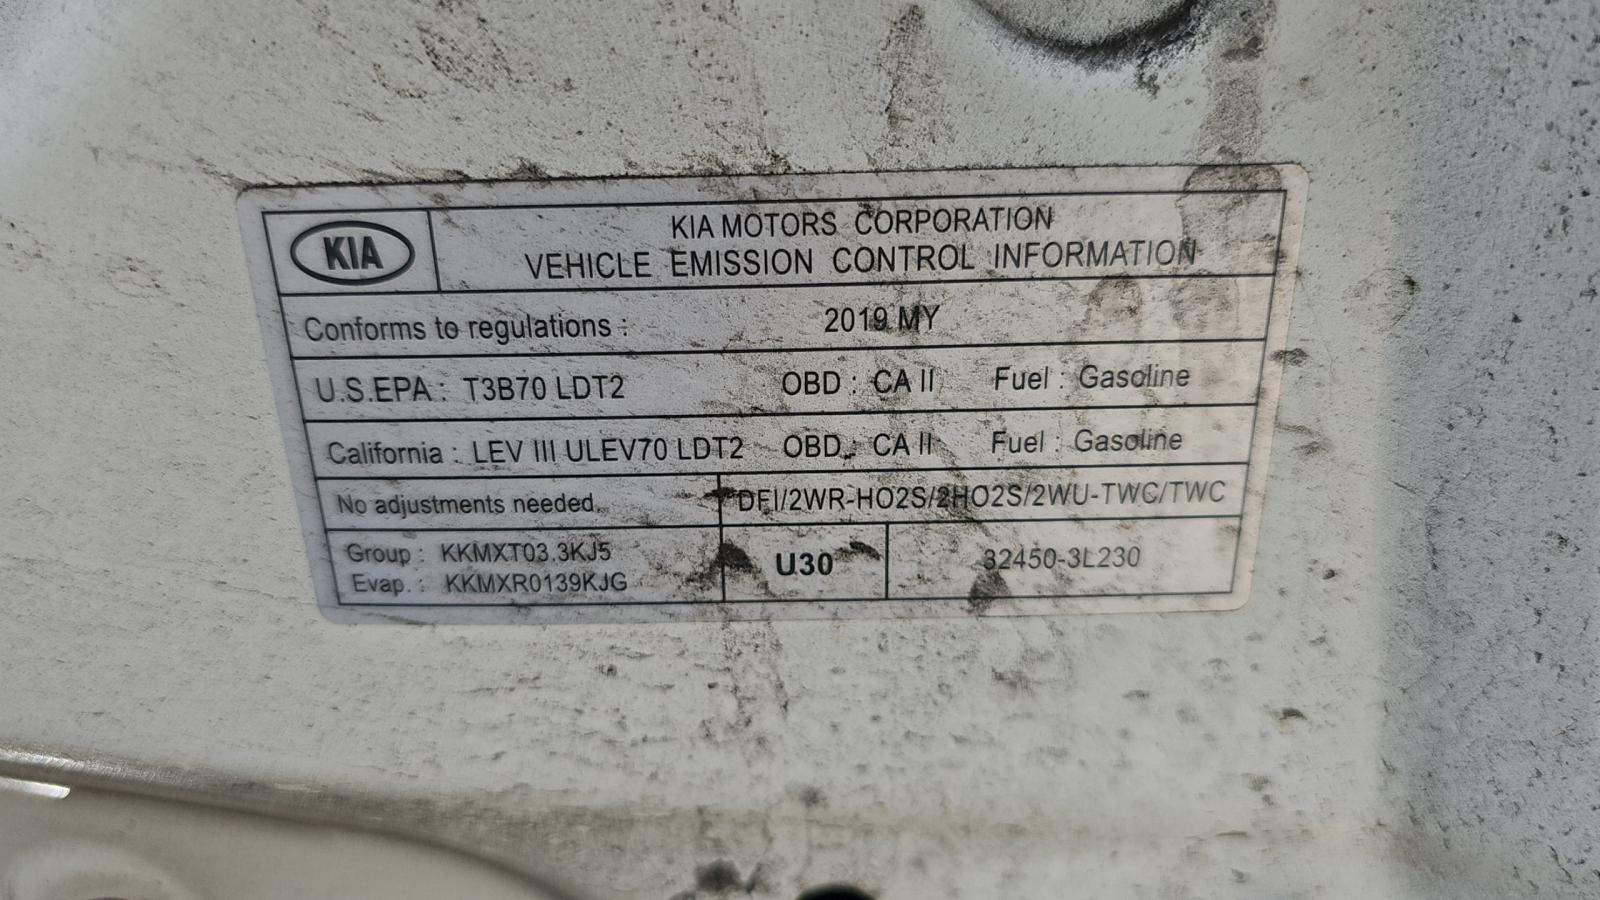 KIA
KIA MOTORS CORPORATION
VEHICLE EMISSION CONTROL INFORMATION
Conforms to regulations : 2019 MY
U.S.EPA : T3B70 LDT2 OBD : CA II Fuel : Gasoline
California : LEV III ULEV70 LDT2 OBD : CA II Fuel : Gasoline
No adjustments needed. DFI/2WR-HO2S/2HO2S/2WU-TWC/TWC
Group : KKMXT03.3KJ5
Evap. : KKMXR0139KJG
U30
32450-3L230